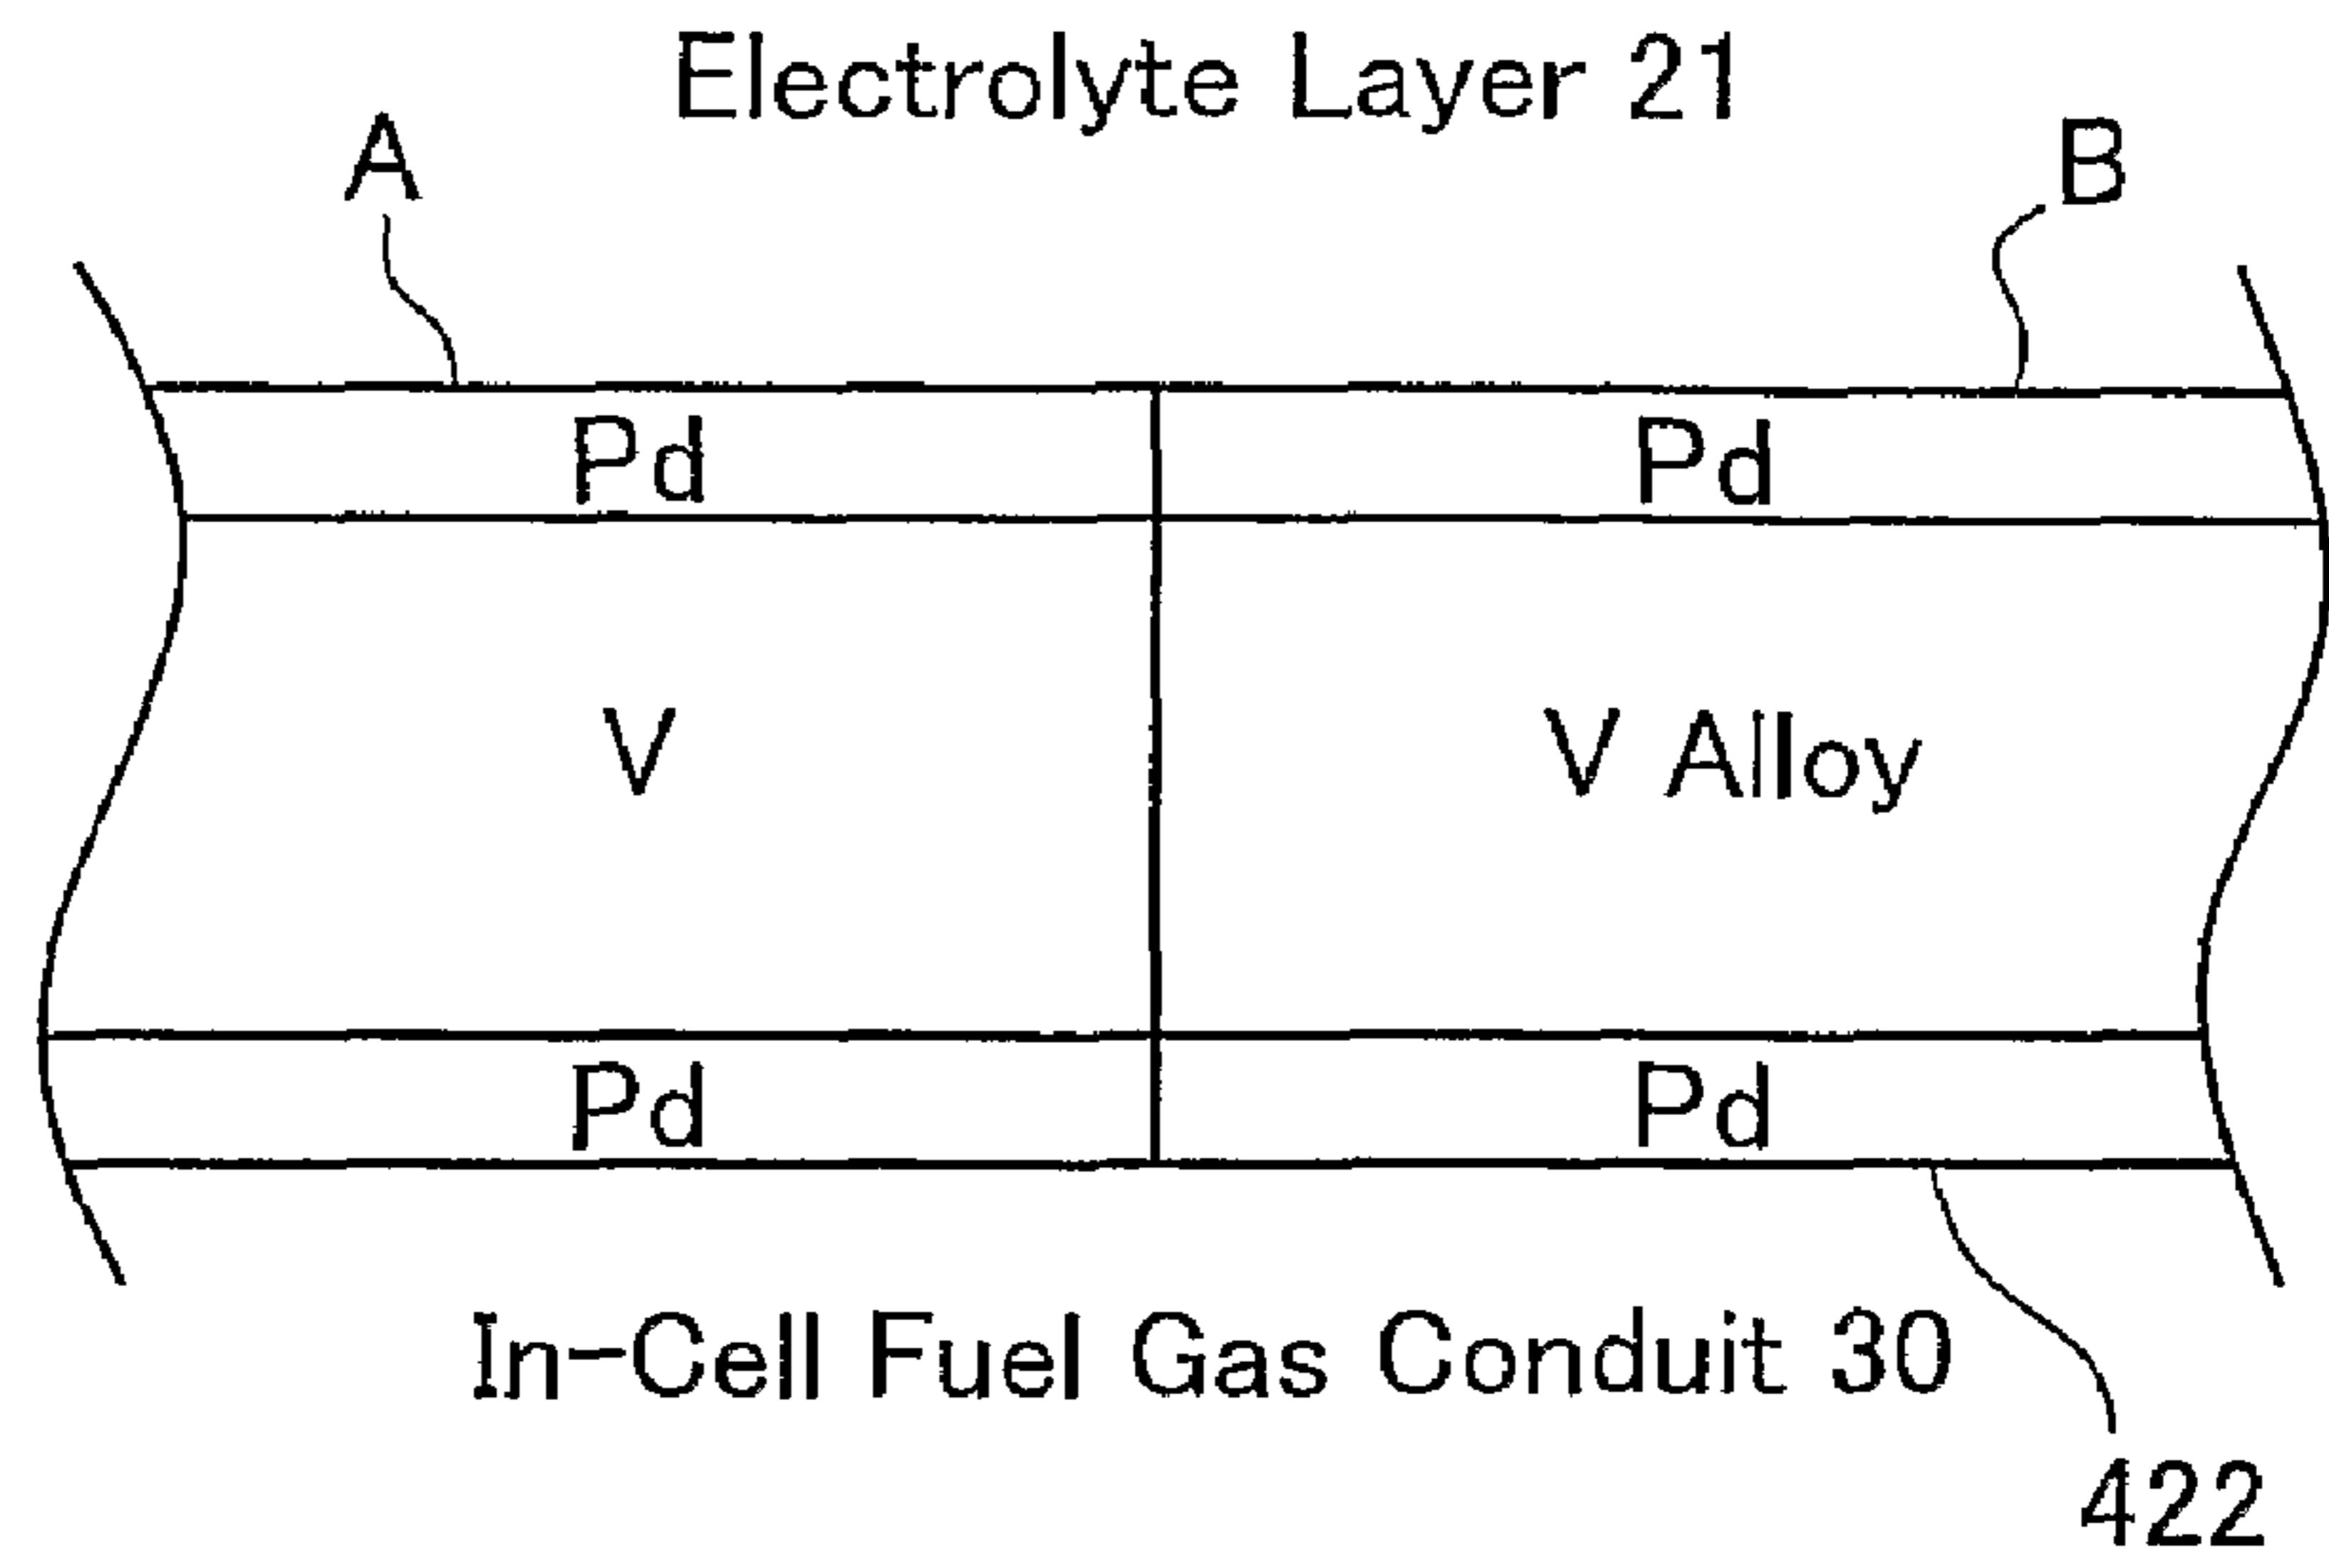 Electrolyte Layer 21
A
B
Pd
Pd
V
V Alloy
Pd
Pd
In-Cell Fuel Gas Conduit 30
422